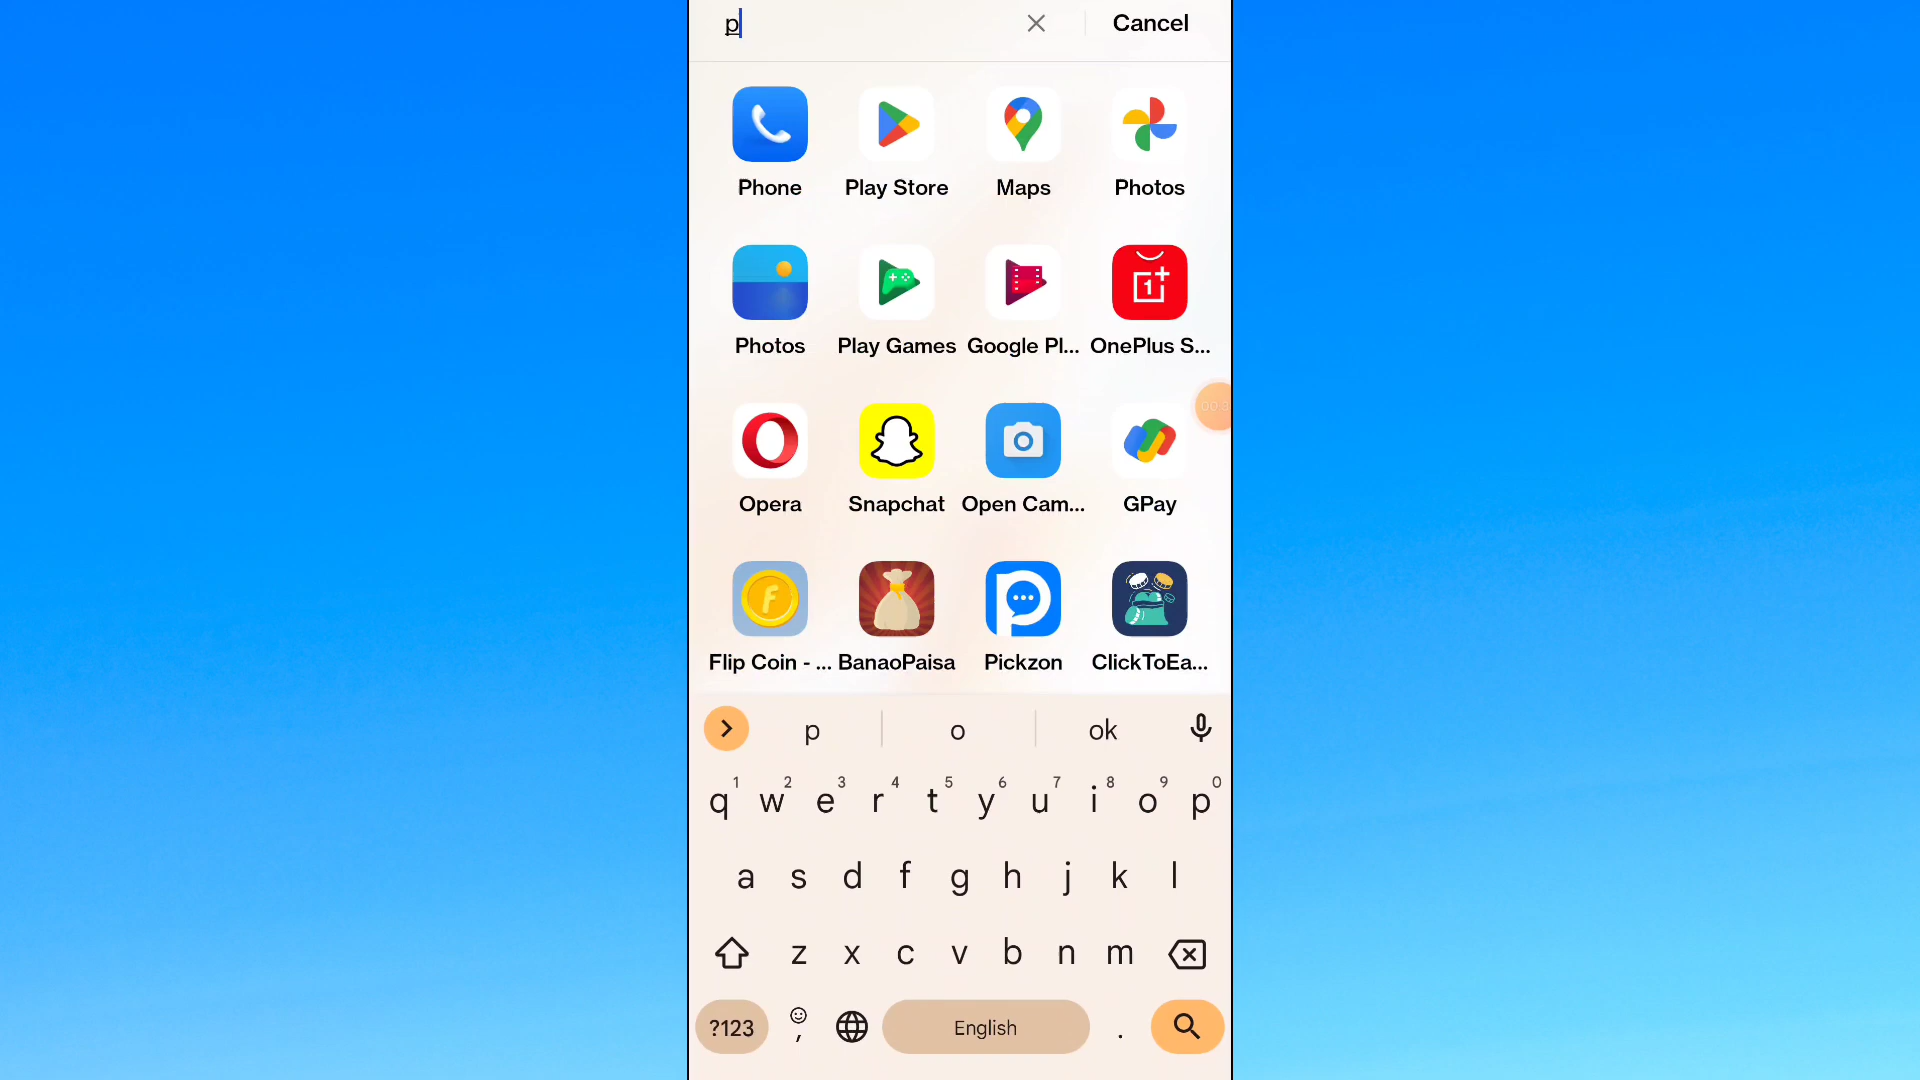 p
Cancel
Phone Play Store Maps Photos
Photos Play Games Google Pl... OnePlus S...
Opera Snapchat Open Cam... GPay
Flip Coin - ... BanaoPaisa Pickzon ClickToEa...
p o ok
1 2 3 4 5 6 7 8 9 0
q w e r t y u i o p
a s d f g h j k l
z x c v b n m
?123 , English .